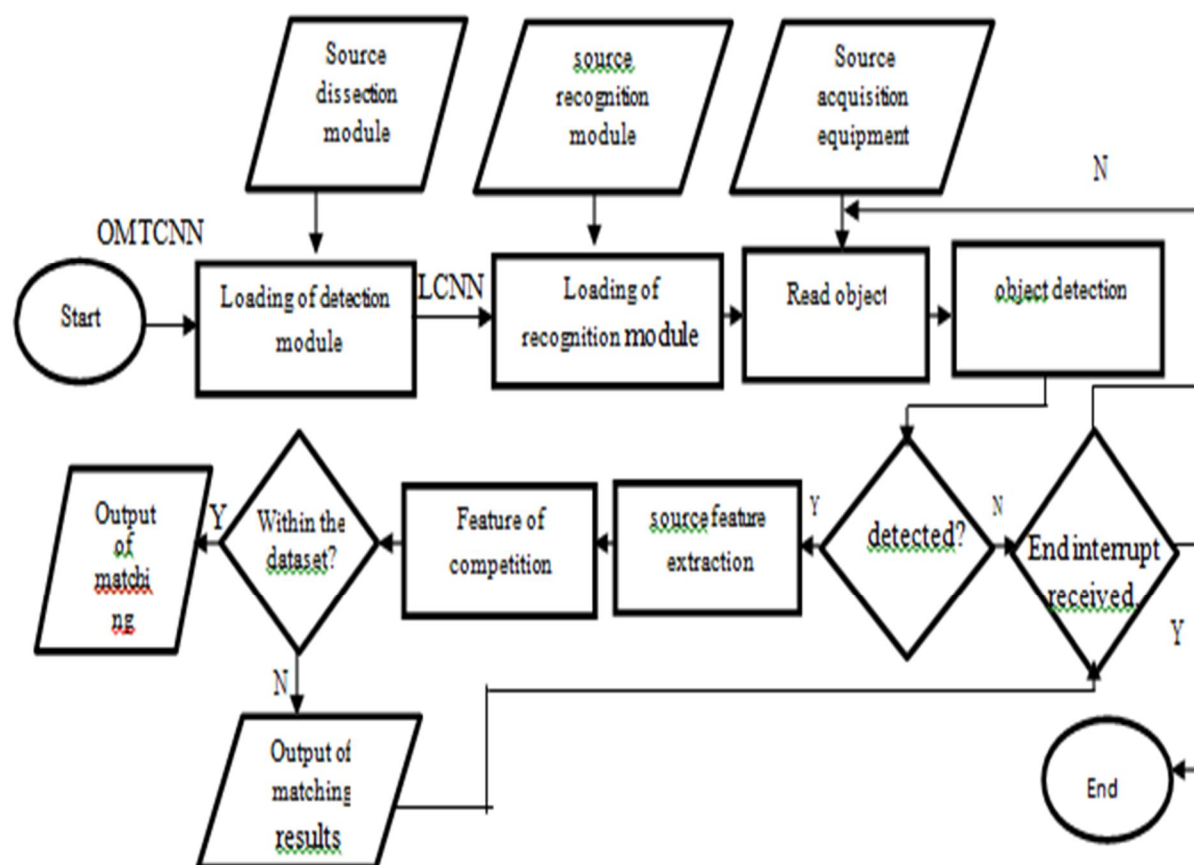 Source
dissection
module
source
recognition
module
Source
acquisition
equipment
N
OMTCNN
Start
Loading of detection
module
LCNN
Loading of
recognition module
Read object
object detection
Output
of
matchi
ng
Y
Within the
dataset?
Feature of
competition
source feature
extraction
Y
detected?
N
End interrupt
received.
Y
N
Output of
matching
results
End